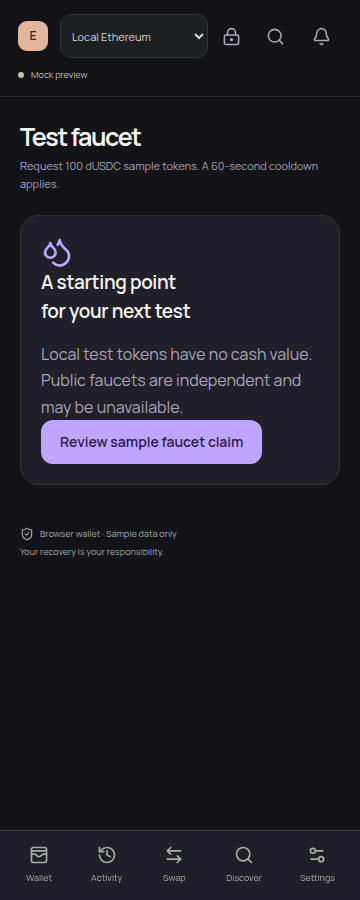 E
Local Ethereum
Mock preview
Test faucet
Request 100 dUSDC sample tokens. A 60-second cooldown
applies.
A starting point
for your next test
Local test tokens have no cash value.
Public faucets are independent and
may be unavailable.
Review sample faucet claim
Browser wallet · Sample data only
Your recovery is your responsibility.
Wallet
Activity
Swap
Discover
Settings